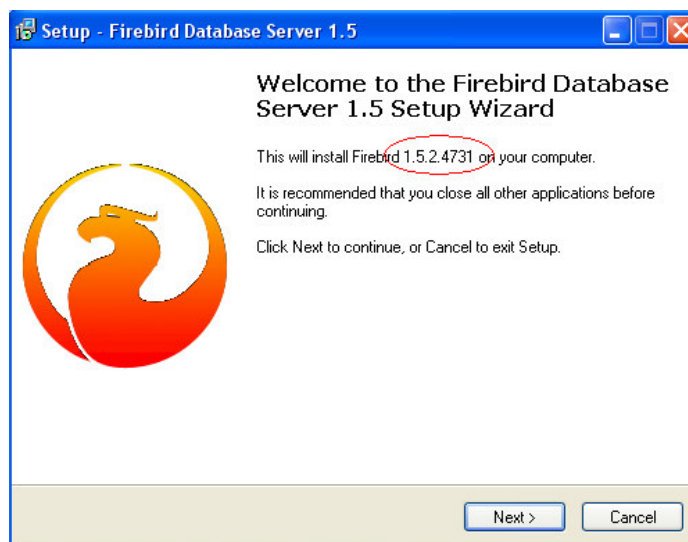 Setup - Firebird Database Server 1.5
Welcome to the Firebird Database
Server 1.5 Setup Wizard
This will install Firebird 1.5.2.4731 on your computer.
It is recommended that you close all other applications before
continuing.
Click Next to continue, or Cancel to exit Setup.
Next >
Cancel